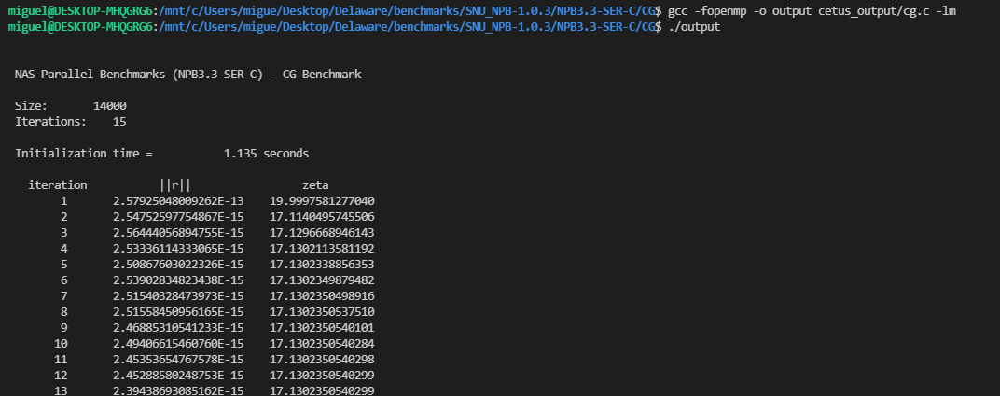 miguel@DESKTOP-MHQGRG6:/mnt/c/Users/migue/Desktop/Delaware/benchmarks/SNU_NPB-1.0.3/NPB3.3-SER-C/CG$ gcc -fopenmp -o output cetus_output/cg.c -lm
miguel@DESKTOP-MHQGRG6:/mnt/c/Users/migue/Desktop/Delaware/benchmarks/SNU_NPB-1.0.3/NPB3.3-SER-C/CG$ ./output
NAS Parallel Benchmarks (NPB3.3-SER-C) - CG Benchmark
Size: 14000
Iterations: 15
Initialization time = 1.135 seconds
iteration ||r|| zeta
1 2.57925048009262E-13 19.9997581277040
2 2.54752597754867E-15 17.1140495745506
3 2.56444056894755E-15 17.1296668946143
4 2.53336114333065E-15 17.1302113581192
5 2.50867603022326E-15 17.1302338856353
6 2.53902834823438E-15 17.1302349879482
7 2.51540328473973E-15 17.1302350498916
8 2.51558450956165E-15 17.1302350537510
9 2.46885310541233E-15 17.1302350540101
10 2.49406615460760E-15 17.1302350540284
11 2.45353654767578E-15 17.1302350540298
12 2.45288580248753E-15 17.1302350540299
13 2.39438693085162E-15 17.1302350540299